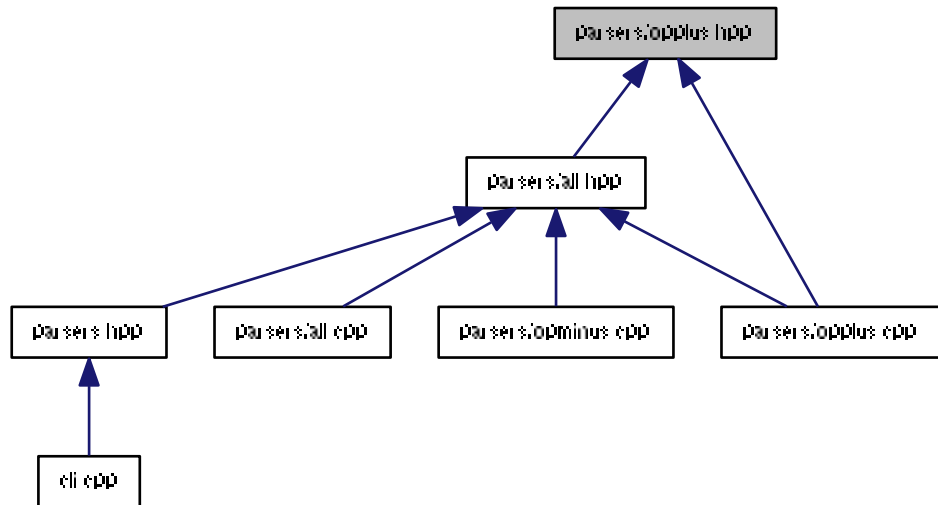 parsers/opplus.hpp
parsers/all.hpp
parsers.hpp
parsers/all.cpp
parsers/opminus.cpp
parsers/opplus.cpp
cli.cpp